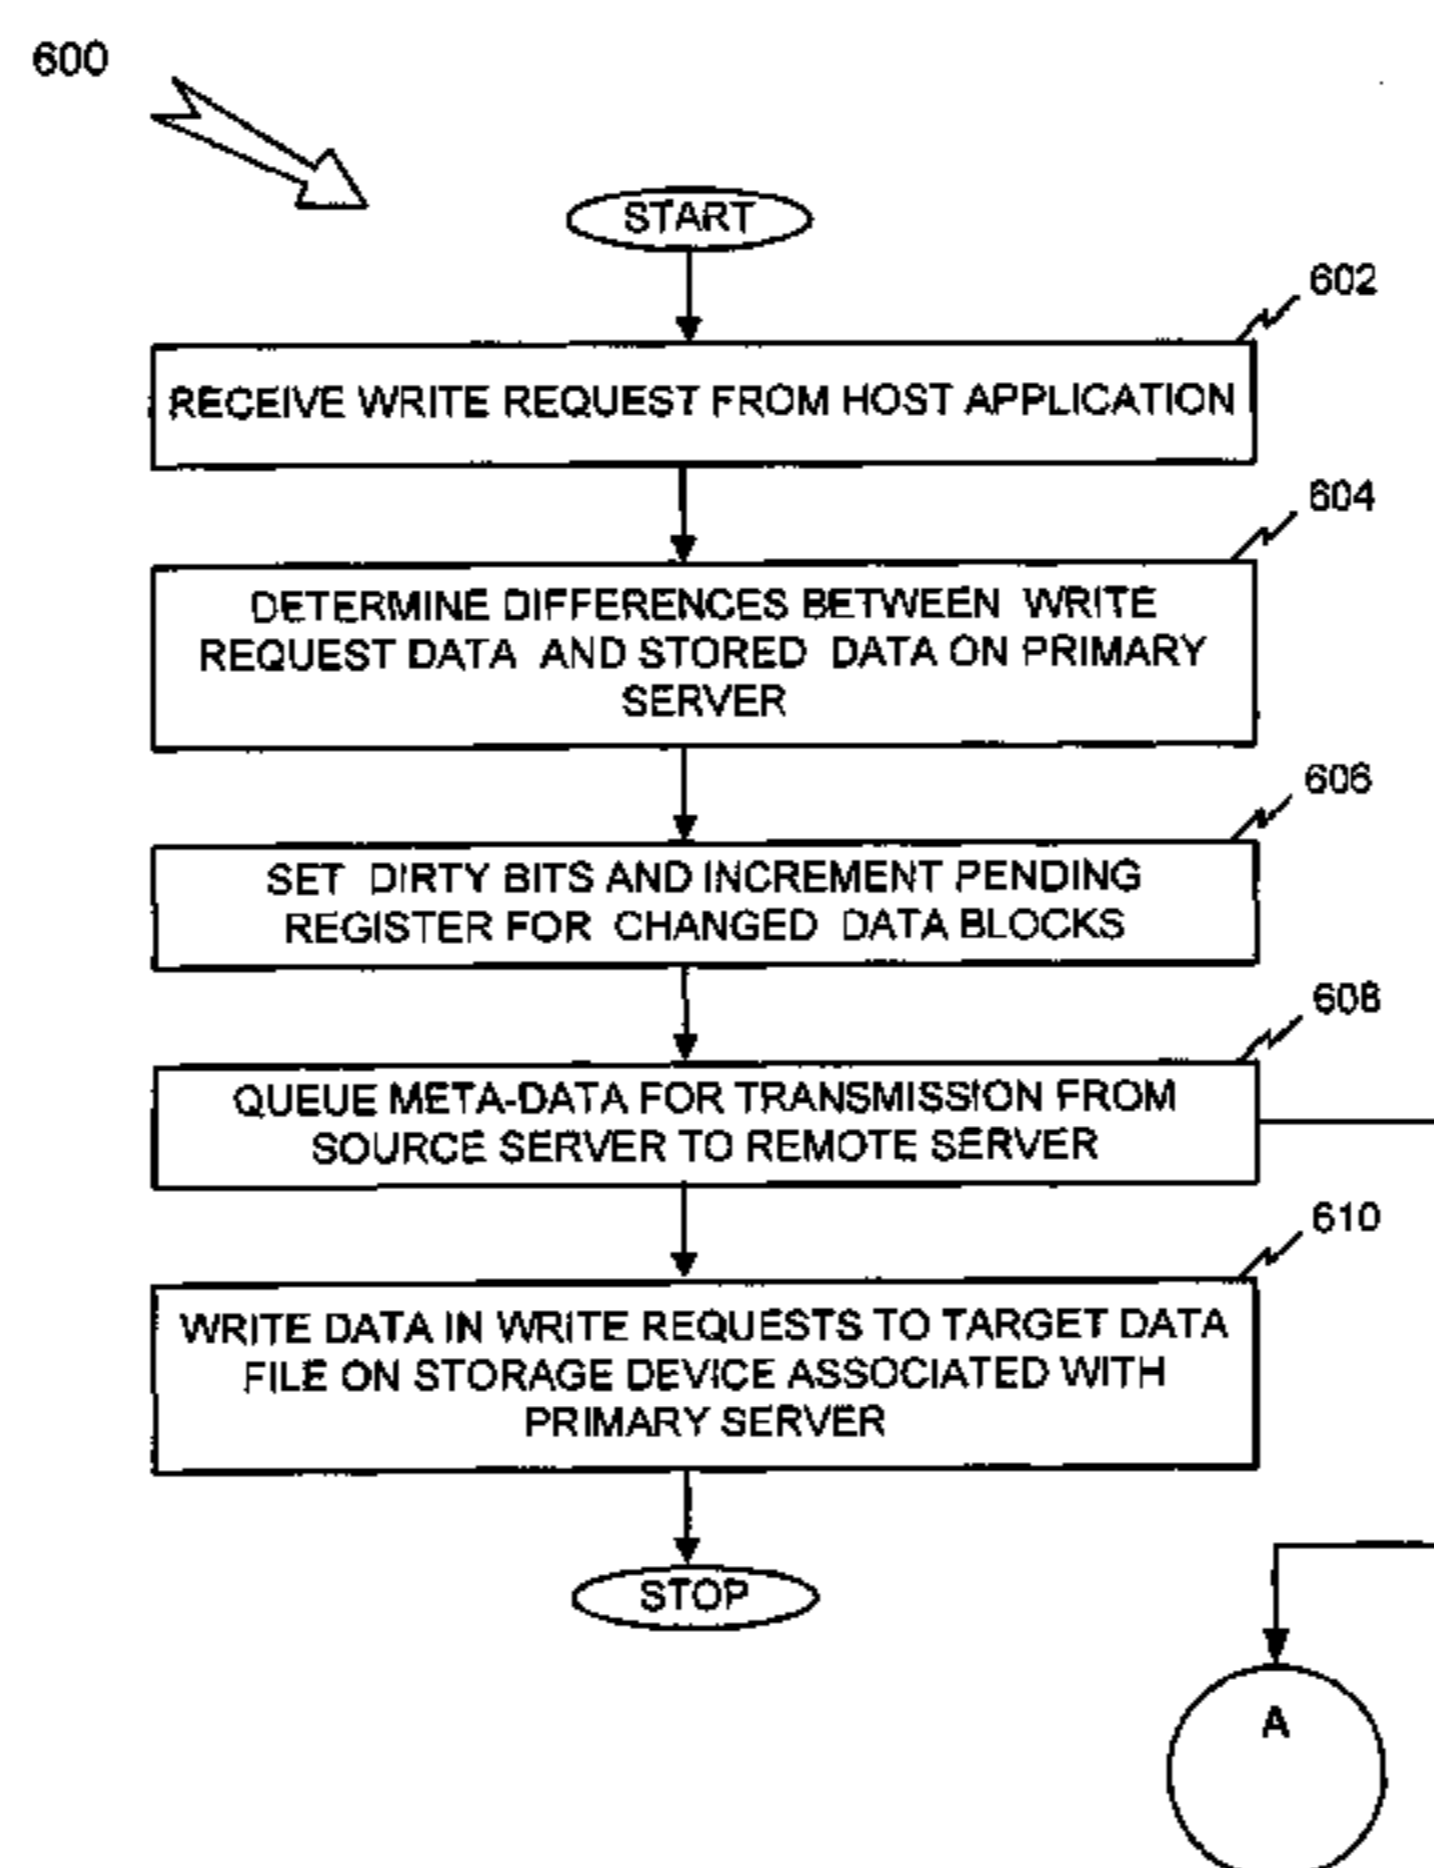 600
START
602
RECEIVE WRITE REQUEST FROM HOST APPLICATION
604
DETERMINE DIFFERENCES BETWEEN WRITE
REQUEST DATA AND STORED DATA ON PRIMARY
SERVER
606
SET DIRTY BITS AND INCREMENT PENDING
REGISTER FOR CHANGED DATA BLOCKS
608
QUEUE META-DATA FOR TRANSMISSION FROM
SOURCE SERVER TO REMOTE SERVER
610
WRITE DATA IN WRITE REQUESTS TO TARGET DATA
FILE ON STORAGE DEVICE ASSOCIATED WITH
PRIMARY SERVER
STOP
A